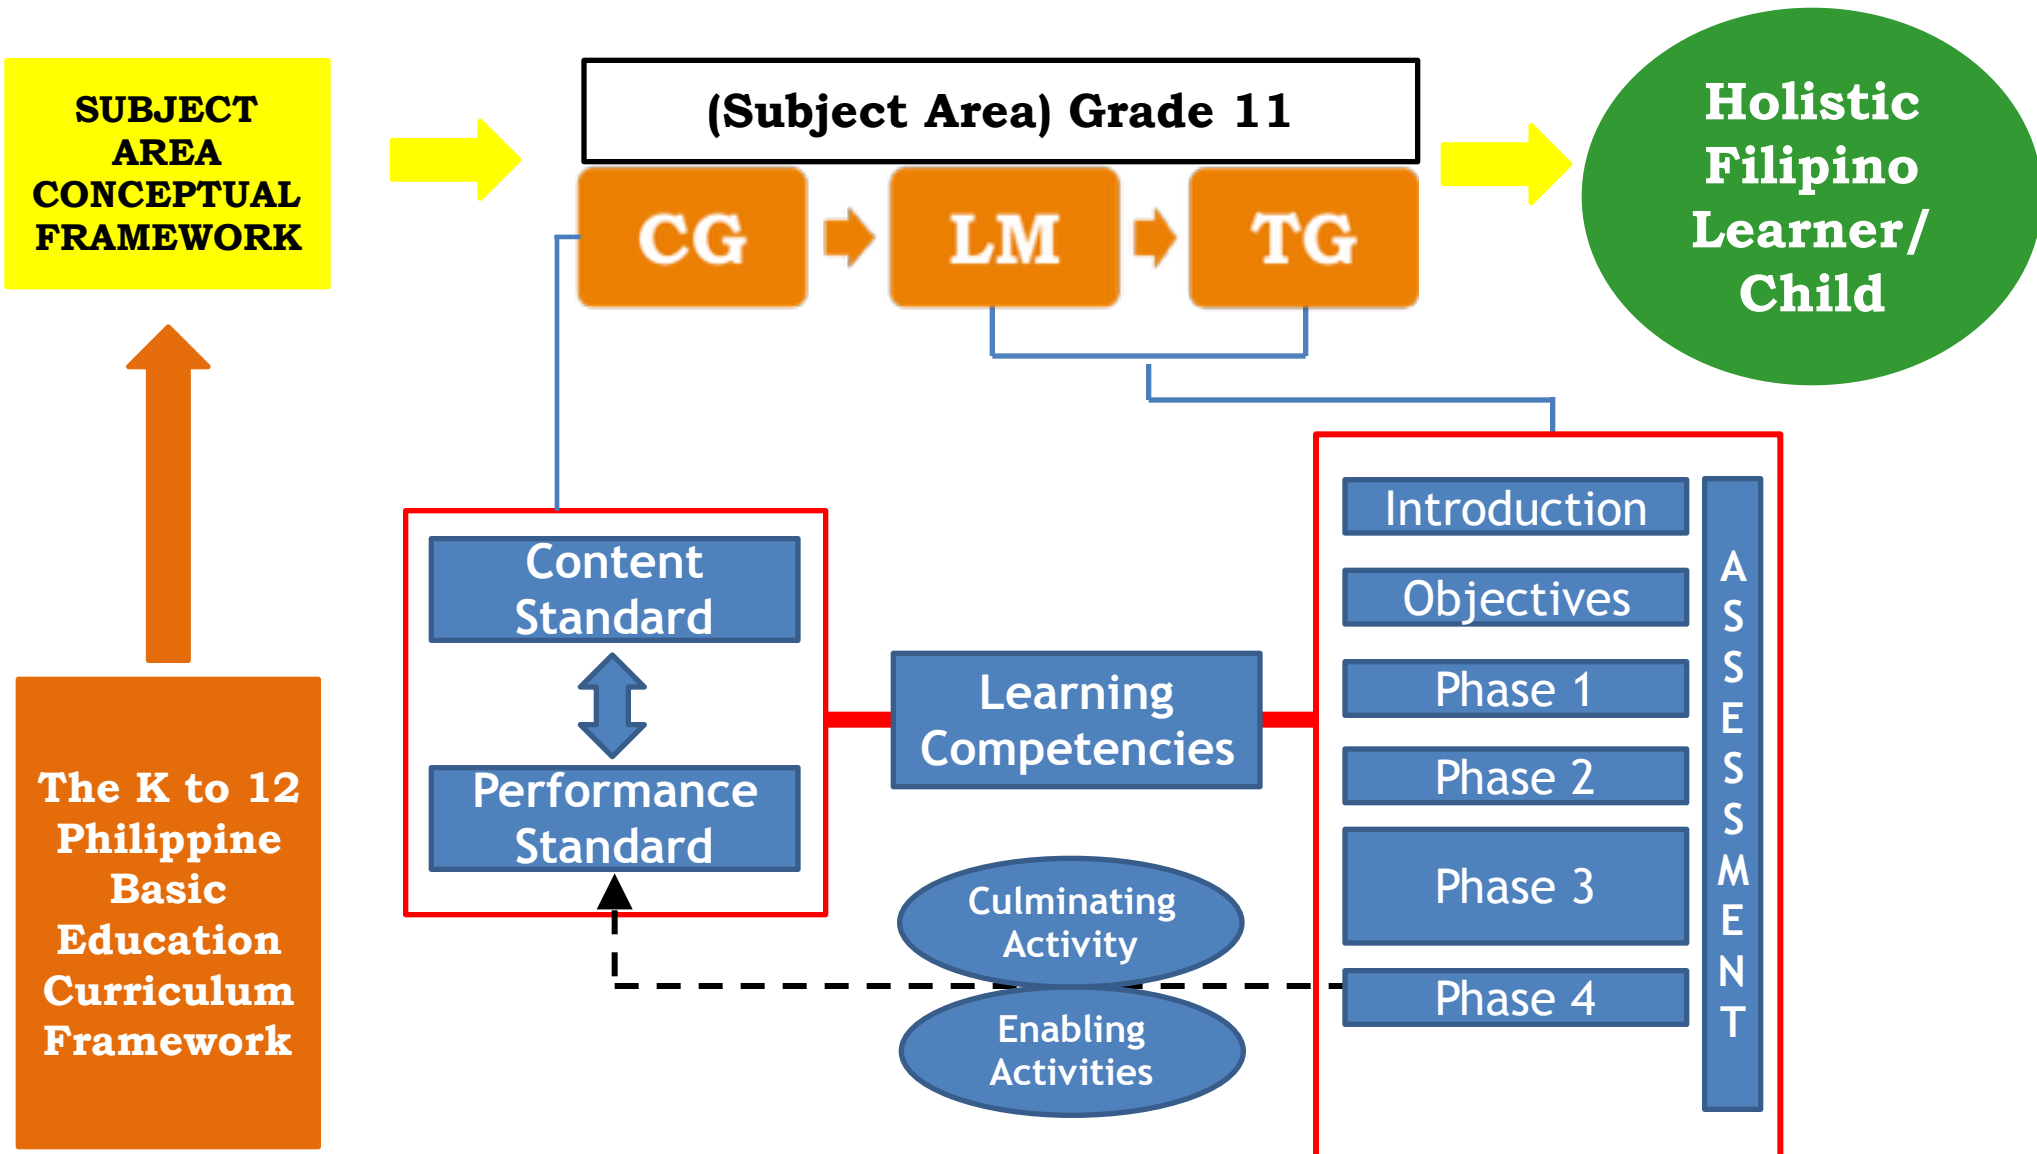 SUBJECT
AREA
CONCEPTUAL
FRAMEWORK
(Subject Area) Grade 11
CG
LM
TG
Holistic
Filipino
Learner/
Child
The K to 12
Philippine
Basic
Education
Curriculum
Framework
Content
Standard
Performance
Standard
Learning
Competencies
Culminating
Activity
Enabling
Activities
Introduction
Objectives
Phase 1
Phase 2
Phase 3
Phase 4
A
S
S
E
S
S
M
E
N
T